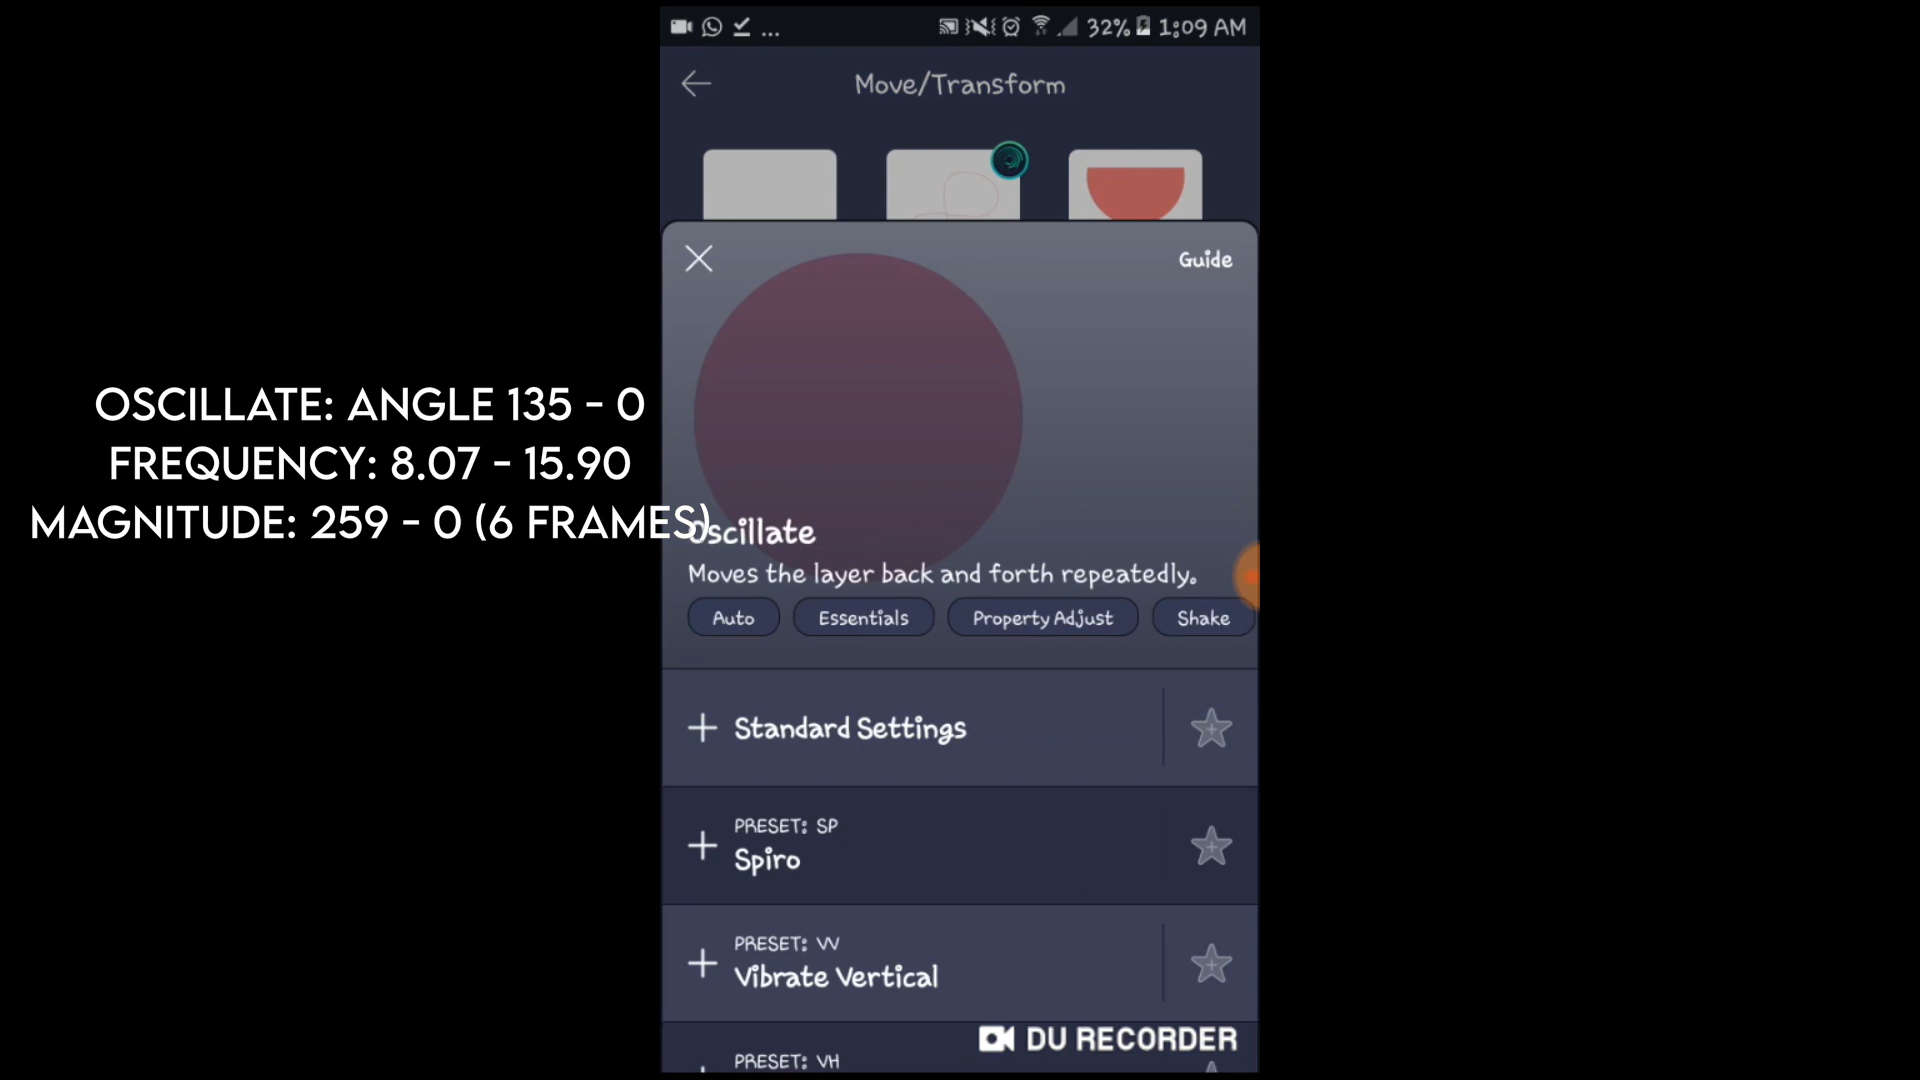 ... 32% 1:09 AM
Move/Transform
Guide
OSCILLATE: ANGLE 135 - 0
FREQUENCY: 8.07 - 15.90
MAGNITUDE: 259 - 0 (6 FRAMES)
Oscillate
Moves the layer back and forth repeatedly.
Auto Essentials Property Adjust Shake
Standard Settings
PRESET: SP
Spiro
PRESET: VV
Vibrate Vertical
DU RECORDER
PRESET: VH